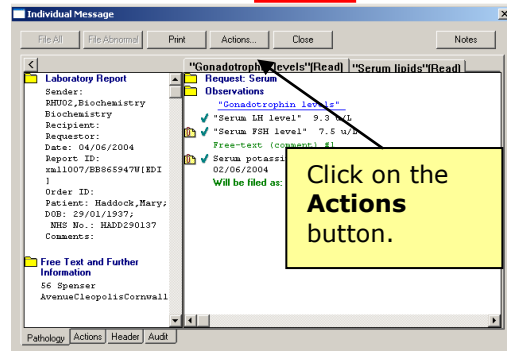 Individual Message
File All File Abnormal Print Actions... Close Notes
"Gonadotrophin levels"(Read) "Serum lipids"(Read)
Laboratory Report
Sender:
RHU02,Biochemistry
Biochemistry
Recipient:
Requestor:
Date: 04/06/2004
Report ID:
xml1007/BB865947W[EDI
]
Order ID:
Patient: Haddock,Mary;
DOB: 29/01/1937;
NHS No.: HADD290137
Comments:
Free Text and Further
Information
56 Spenser
AvenueCleopolisCornwall
Request: Serum
Observations
"Gonadotrophin levels"
"Serum LH level" 9.3 u/L
"Serum FSH level" 7.5 u/L
Free-text (comment) #1
Serum
02/06/2004
Will be filed as:
Click on the
Actions
button.
Pathology Actions Header Audit